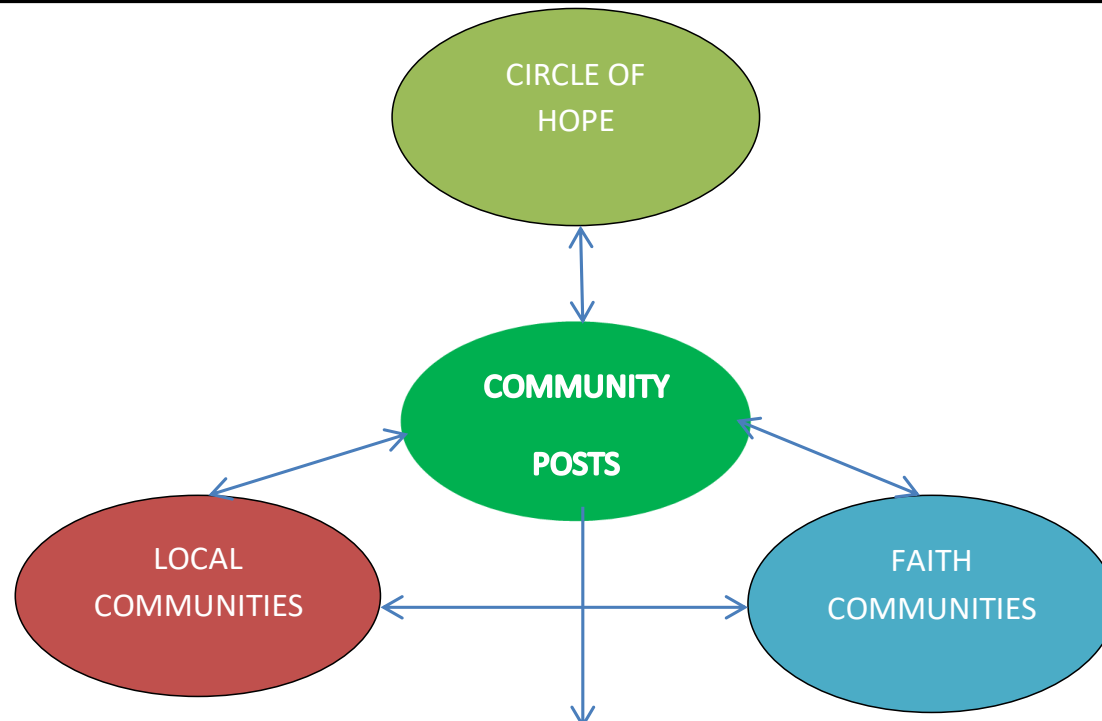 CIRCLE OF
HOPE
COMMUNITY
POSTS
LOCAL
COMMUNITIES
FAITH
COMMUNITIES